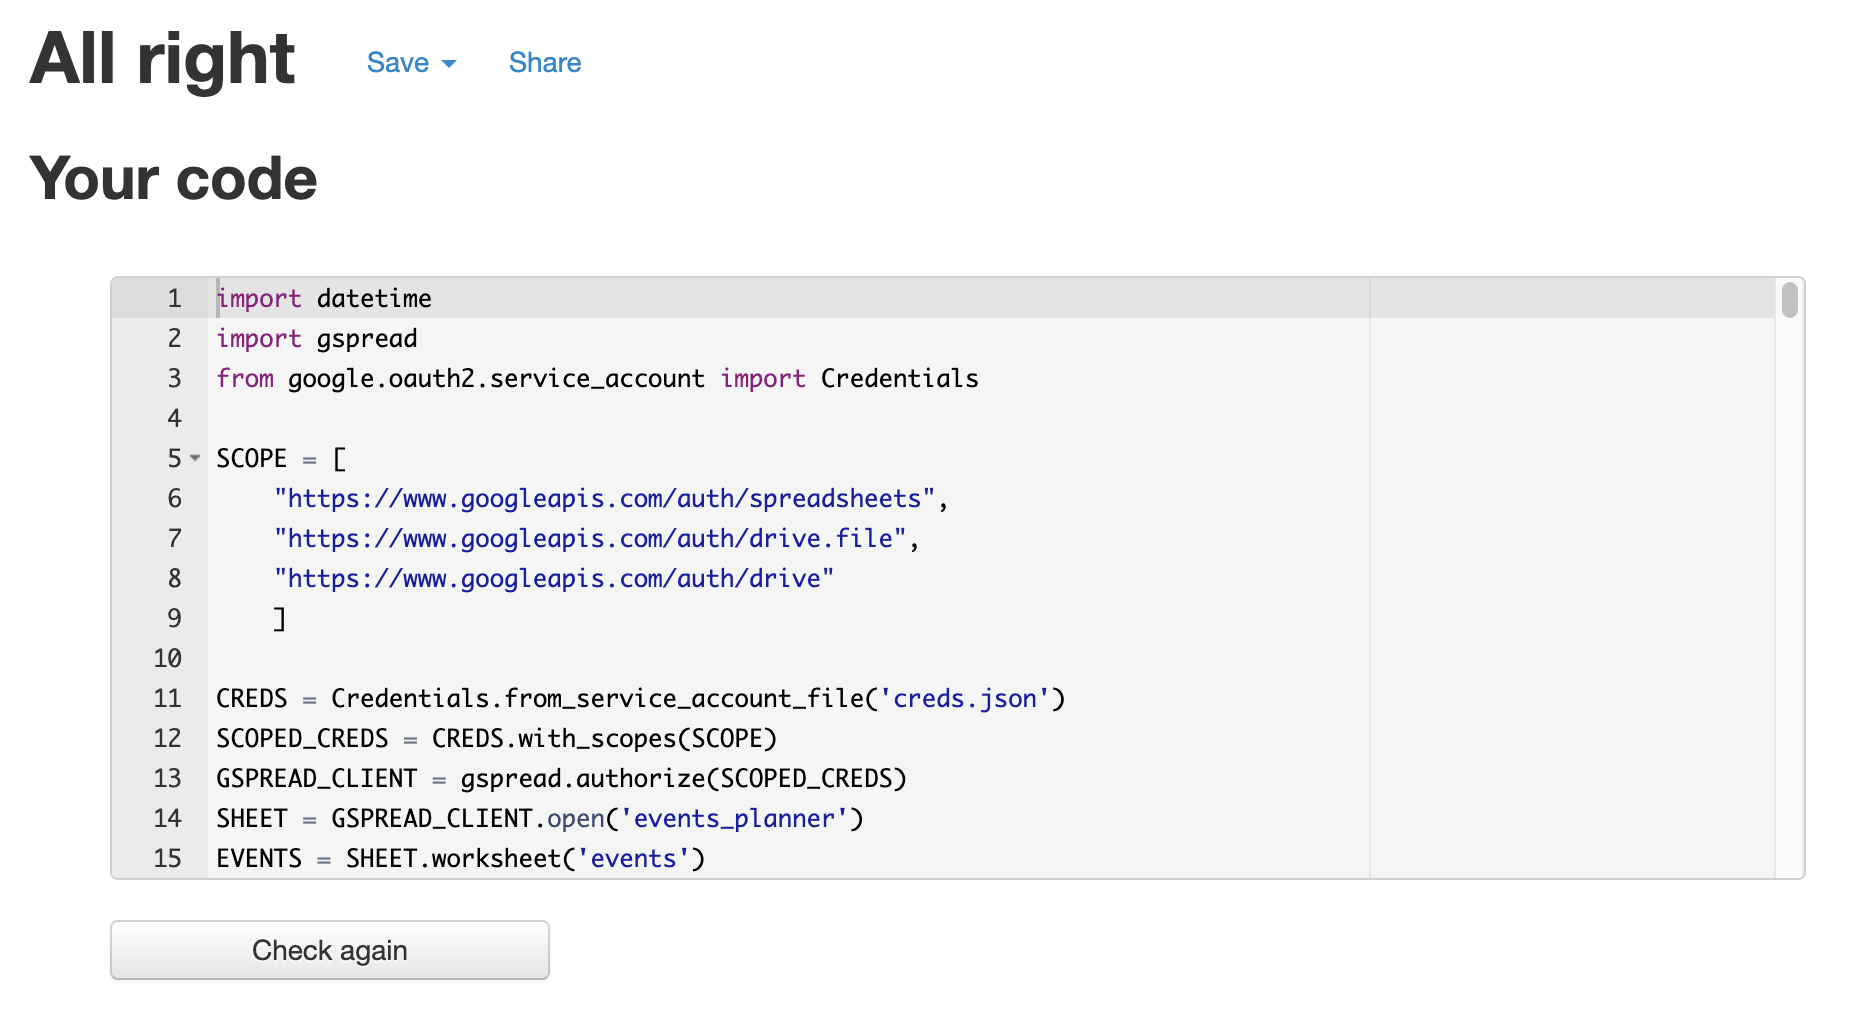 All right Save Share
Your code
1 import datetime
2 import gspread
3 from google.oauth2.service_account import Credentials
4
5 SCOPE = [
6 "https://www.googleapis.com/auth/spreadsheets",
7 "https://www.googleapis.com/auth/drive.file",
8 "https://www.googleapis.com/auth/drive"
9 ]
10
11 CREDS = Credentials.from_service_account_file('creds.json')
12 SCOPED_CREDS = CREDS.with_scopes(SCOPE)
13 GSPREAD_CLIENT = gspread.authorize(SCOPED_CREDS)
14 SHEET = GSPREAD_CLIENT.open('events_planner')
15 EVENTS = SHEET.worksheet('events')
Check again